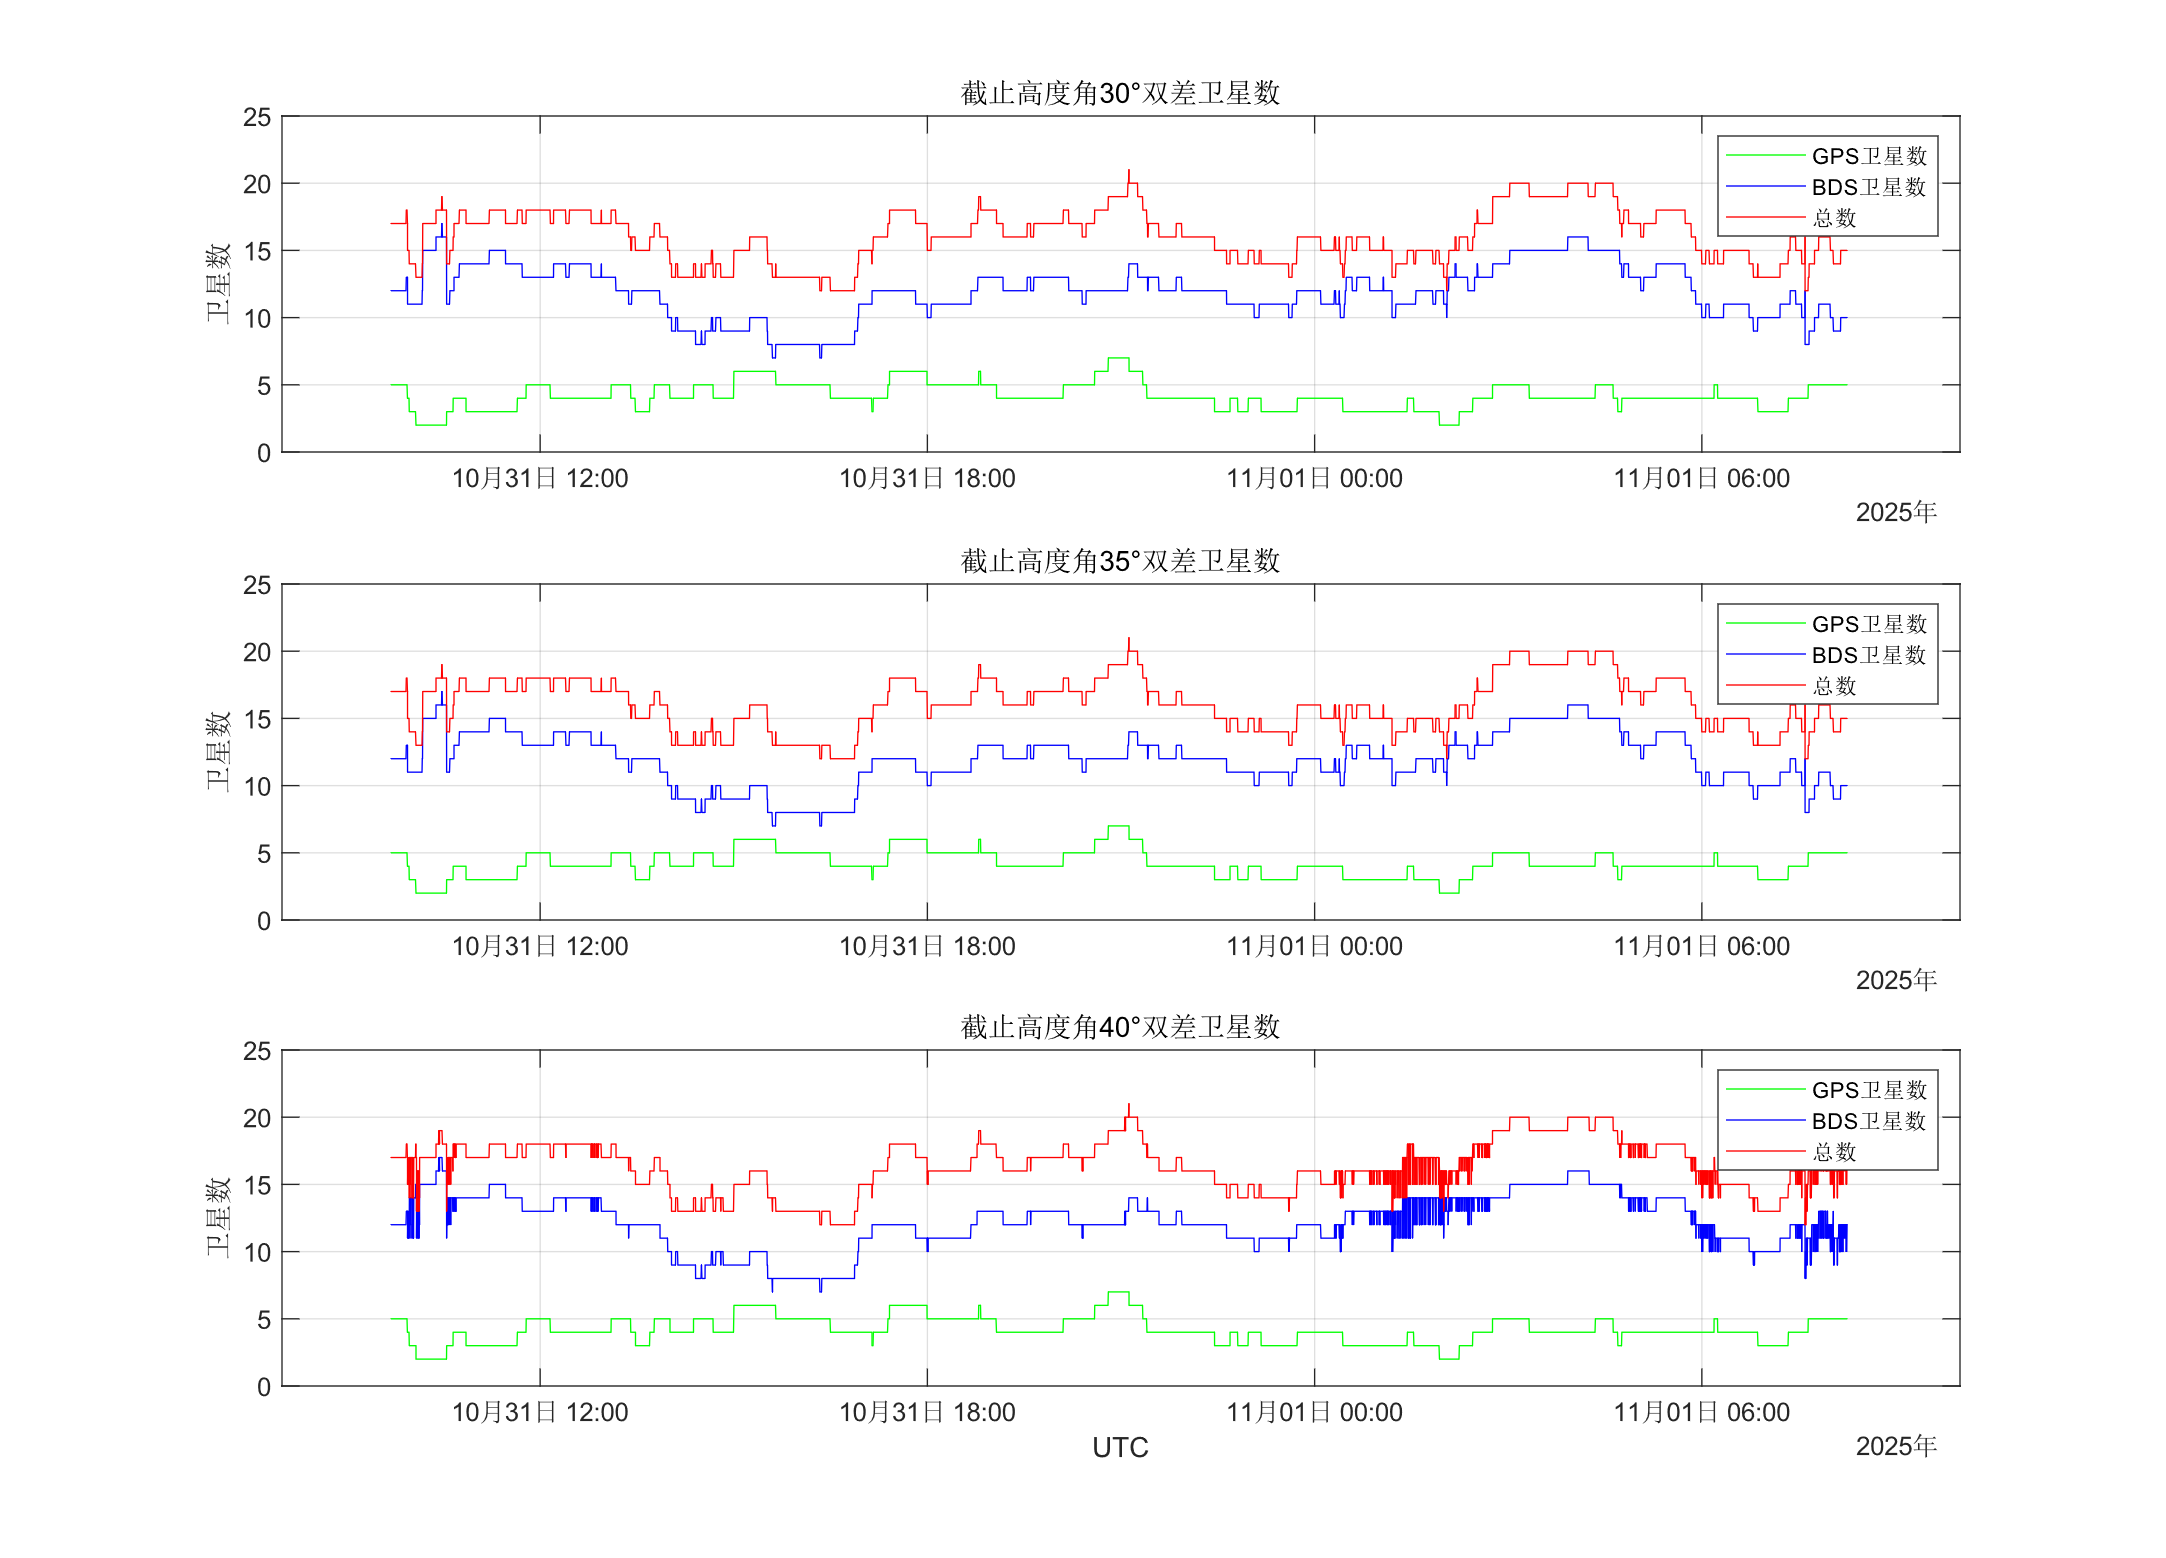 截止高度角30°双差卫星数
25
20
15
10
5
0
卫星数
GPS卫星数
BDS卫星数
总数
10月31日 12:00
10月31日 18:00
11月01日 00:00
11月01日 06:00
2025年
截止高度角35°双差卫星数
25
20
15
10
5
0
卫星数
GPS卫星数
BDS卫星数
总数
10月31日 12:00
10月31日 18:00
11月01日 00:00
11月01日 06:00
2025年
截止高度角40°双差卫星数
25
20
15
10
5
0
卫星数
GPS卫星数
BDS卫星数
总数
10月31日 12:00
10月31日 18:00
11月01日 00:00
11月01日 06:00
UTC
2025年